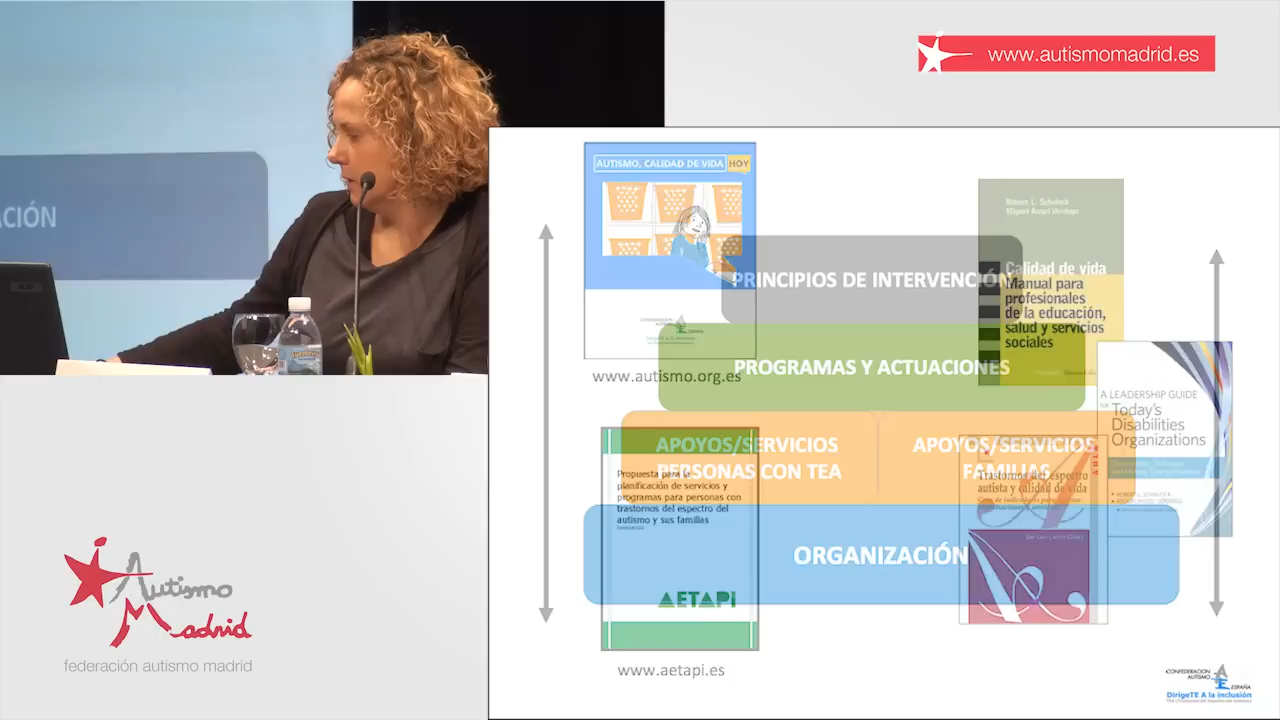 www.autismomadrid.es
ACIÓN
AUTISMO, CALIDAD DE VIDA HOY
CONFEDERACIÓN
AUTISMO
ESPAÑA
www.autismo.org.es
Robert L. Schalock
Miguel Ángel Verdugo
Calidad de vida
Manual para
profesionales
de la educación,
salud y servicios
sociales
PRINCIPIOS DE INTERVENCIÓN
PROGRAMAS Y ACTUACIONES
APOYOS/SERVICIOS
PERSONAS CON TEA
APOYOS/SERVICIOS
FAMILIAS
ORGANIZACIÓN
A LEADERSHIP GUIDE
FOR Today's
Disabilities
Organizations
Trastornos del espectro
autista y calidad de vida
Propuesta para la
planificación de servicios y
programas para personas con
trastornos del espectro del
autismo y sus familias
AETAPI
www.aetapi.es
Autismo
Madrid
federación autismo madrid
CONFEDERACION
AUTISMO
ESPAÑA
DirigeTE A la inclusión